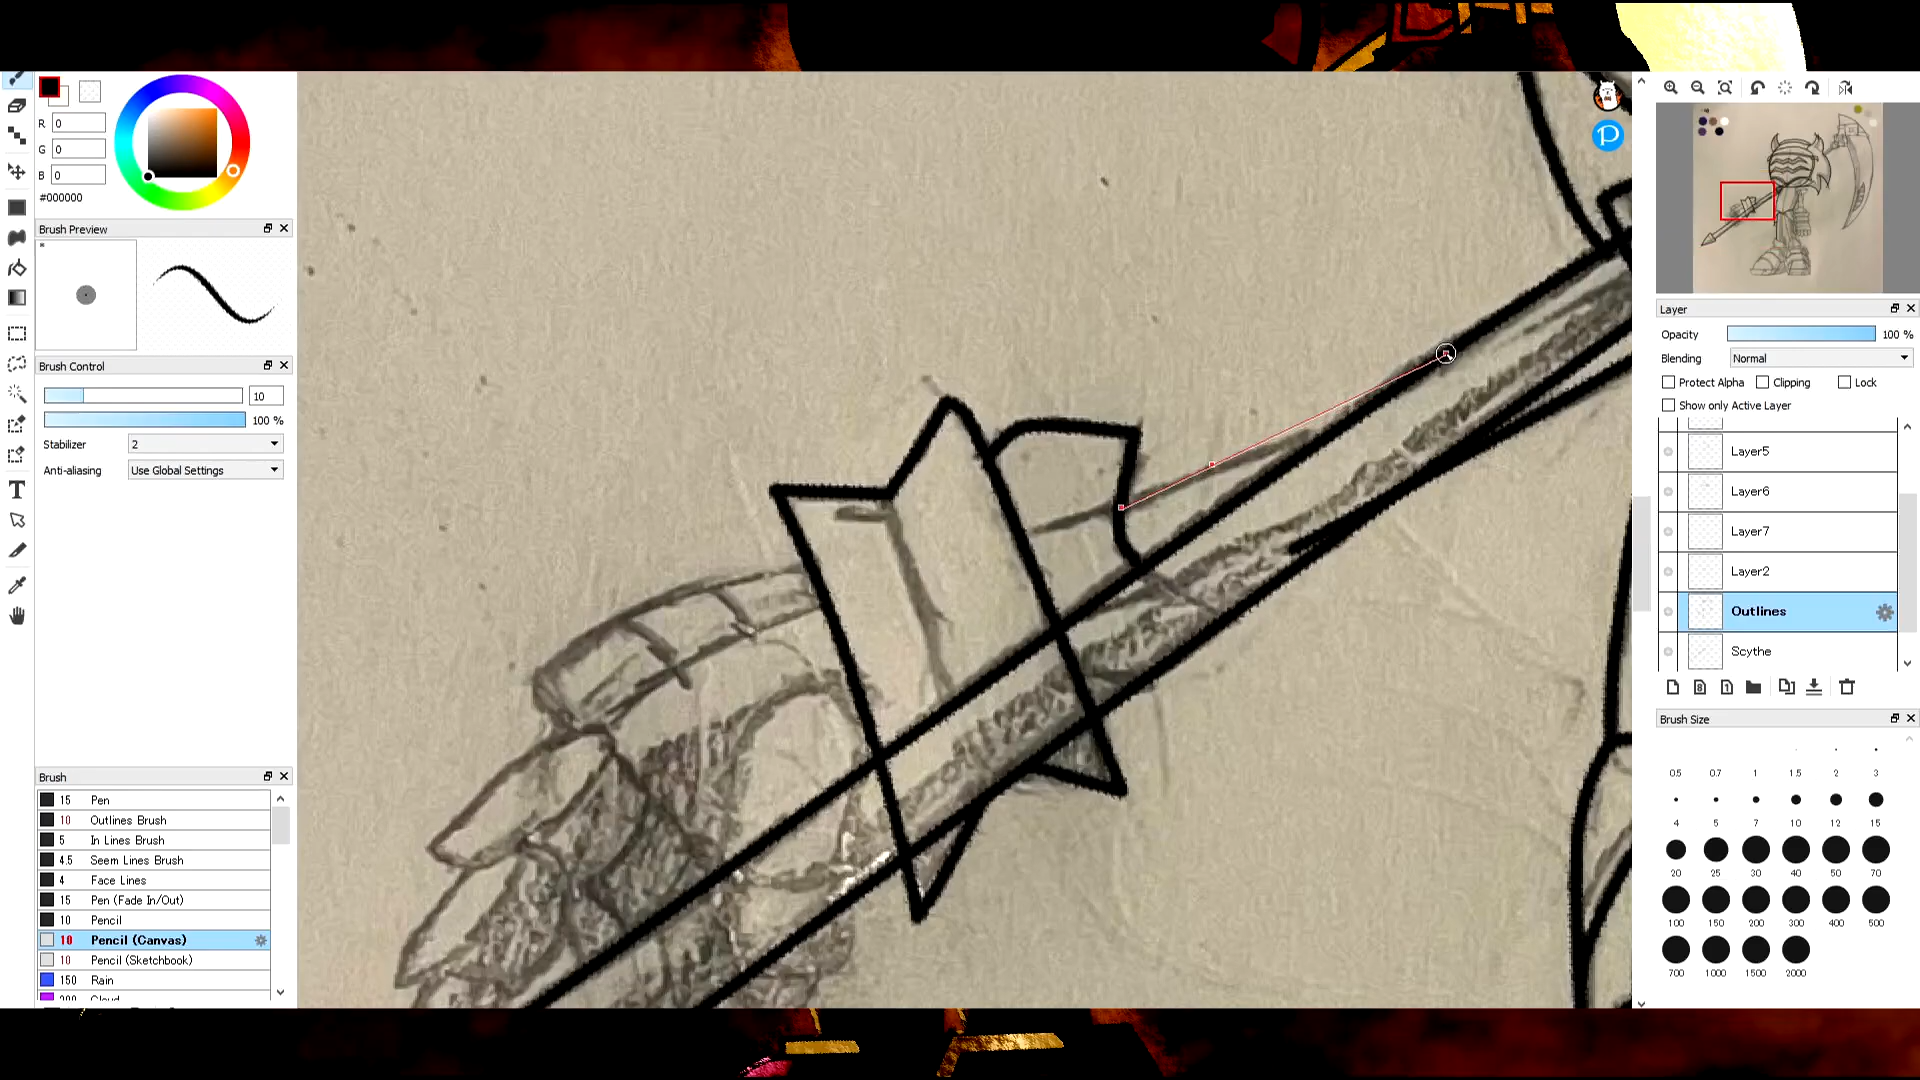 R 0
G 0
B 0
#000000
Brush Preview
Brush Control
10
100 %
Stabilizer 2
Anti-aliasing Use Global Settings
Brush
15 Pen
10 Outlines Brush
5 In Lines Brush
4.5 Seem Lines Brush
4 Face Lines
15 Pen (Fade In/Out)
10 Pencil
10 Pencil (Canvas)
10 Pencil (Sketchbook)
150 Rain
200 Cloud
T
P
Layer
Opacity 100 %
Blending Normal
Protect Alpha Clipping Lock
Show only Active Layer
Layer5
Layer6
Layer7
Layer2
Outlines
Scythe
8 1
Brush Size
0.5 0.7 1 1.5 2 3
4 5 7 10 12 15
20 25 30 40 50 70
100 150 200 300 400 500
700 1000 1500 2000